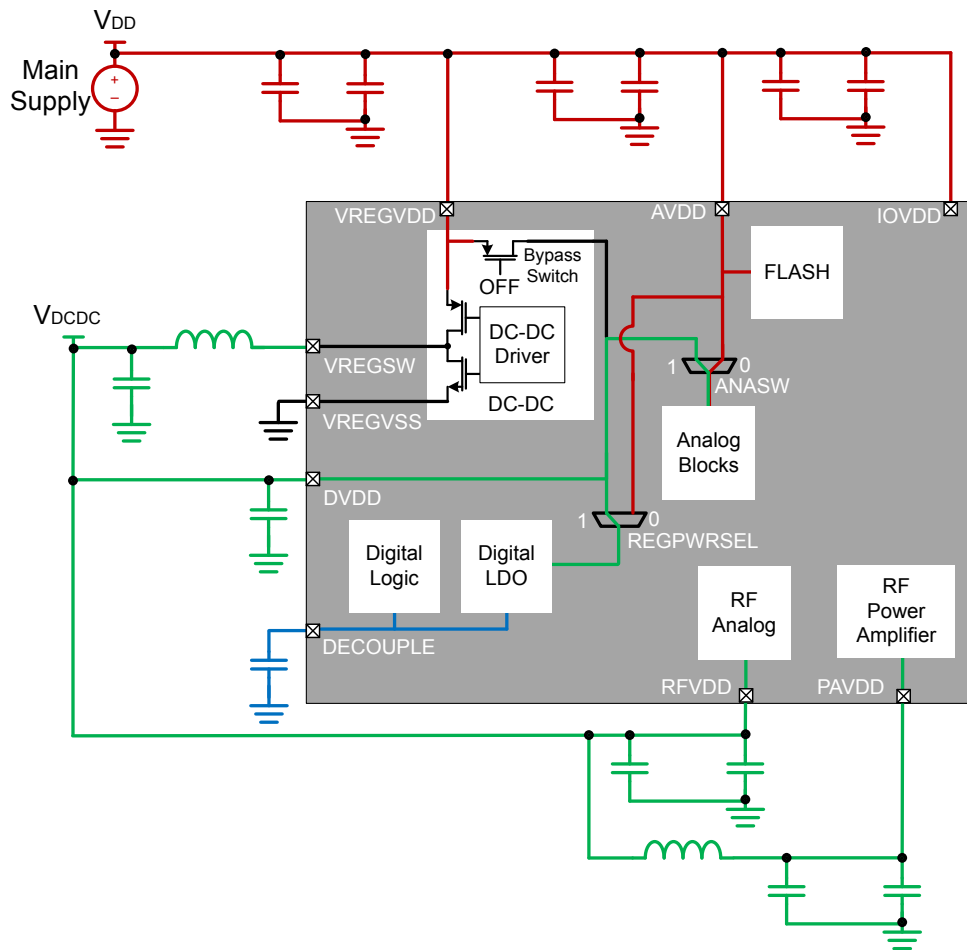 VDD
Main
Supply
+
–
VREGVDD
AVDD
IOVDD
Bypass
Switch
OFF
FLASH
VDCDC
DC-DC
Driver
VREGSW
1
0
ANASW
DC-DC
VREGVSS
Analog
Blocks
DVDD
1
0
REGPWRSEL
Digital
Logic
Digital
LDO
RF
Analog
RF
Power
Amplifier
DECOUPLE
RFVDD
PAVDD